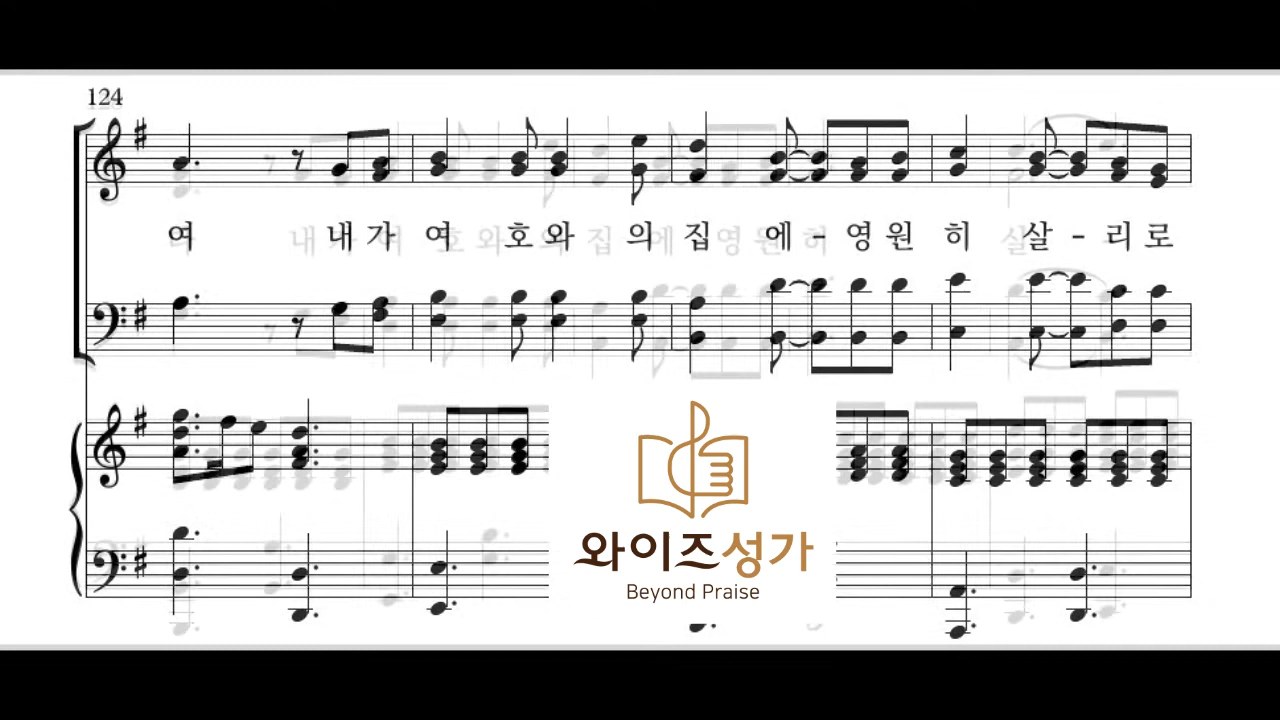 124
여 내가 여 호와 의 집 에 - 영원 히 살 - 리로
와이즈성가
Beyond Praise